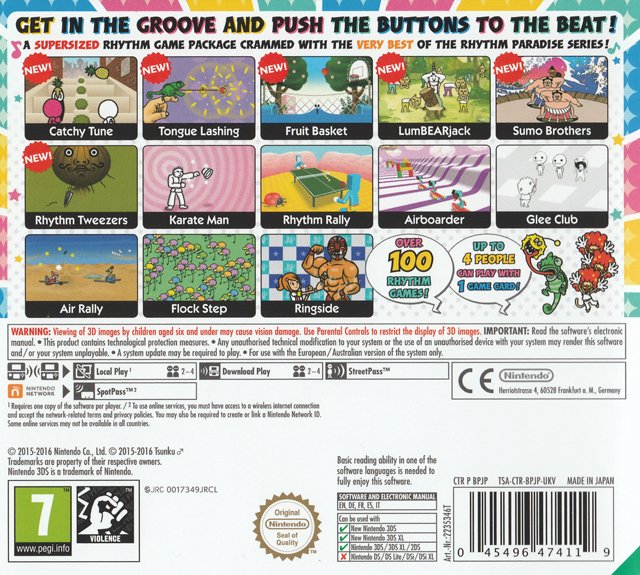 GET IN THE GROOVE AND PUSH THE BUTTONS TO THE BEAT!
A SUPERSIZED RHYTHM GAME PACKAGE CRAMMED WITH THE VERY BEST OF THE RHYTHM PARADISE SERIES!
NEW! NEW! NEW! NEW! NEW!
Catchy Tune Tongue Lashing Fruit Basket LumBEARjack Sumo Brothers
NEW!
Rhythm Tweezers Karate Man Rhythm Rally Airboarder Glee Club
OVER
100
RHYTHM
GAMES!
UP TO
4 PEOPLE
CAN PLAY WITH
1 GAME CARD!
Air Rally Flock Step Ringside
WARNING: Viewing of 3D images by children aged six and under may cause vision damage. Use Parental Controls to restrict the display of 3D images. IMPORTANT: Read the software's electronic
manual. • This product contains technological protection measures. • Any unauthorised technical modification to your system or the use of an unauthorised device with your system may render this software
and/or your system unplayable. • A system update may be required to play. • For use with the European/Australian version of the system only.
Local Play¹ 2–4 Download Play 2–4 StreetPass™
NINTENDO NETWORK SpotPass™²
CE Nintendo
Herriotstrasse 4, 60528 Frankfurt a. M., Germany
¹ Requires one copy of the software per player. / ² To use online services, you must have access to a wireless internet connection
and accept the network-related terms and privacy policies. You may also be required to create or link a Nintendo Network ID.
Some online services may not be available in all countries.
© 2015-2016 Nintendo Co., Ltd. © 2015-2016 Tsunku♂
Trademarks are property of their respective owners.
Nintendo 3DS is a trademark of Nintendo.
Basic reading ability in one of the
software languages is needed to
fully enjoy this software.
CTR P BPJP TSA-CTR-BPJP-UKV MADE IN JAPAN
7
www.pegi.info
VIOLENCE
©JRC 0017349JRCL
Original
Nintendo
Seal of
Quality
SOFTWARE AND ELECTRONIC MANUAL
EN, DE, FR, ES, IT
Can be used with
New Nintendo 3DS
New Nintendo 3DS XL
Nintendo 3DS/3DS XL/2DS
Nintendo DS/DS Lite/DSi/DSi XL
Art.-Nr.: 2235346T
0 45496 47411 9